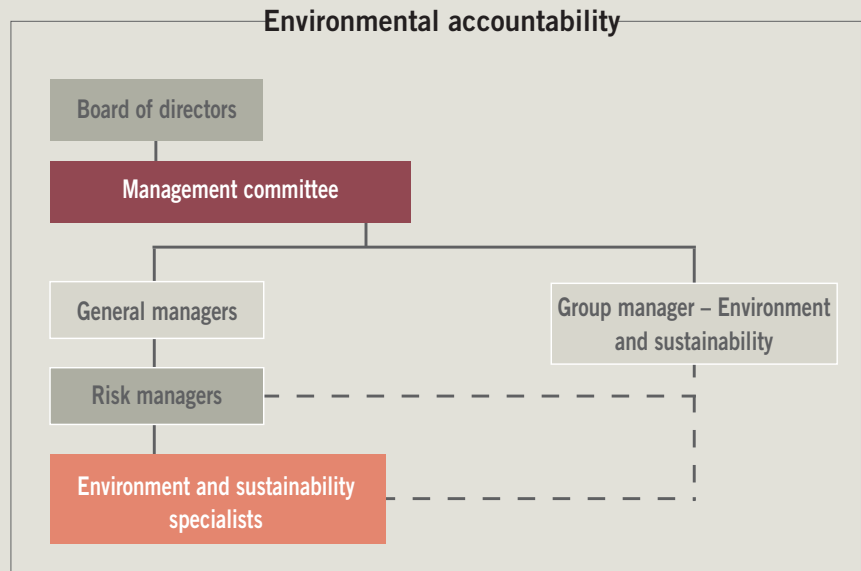 Environmental accountability
Board of directors
Management committee
General managers
Group manager – Environment
and sustainability
Risk managers
Environment and sustainability
specialists